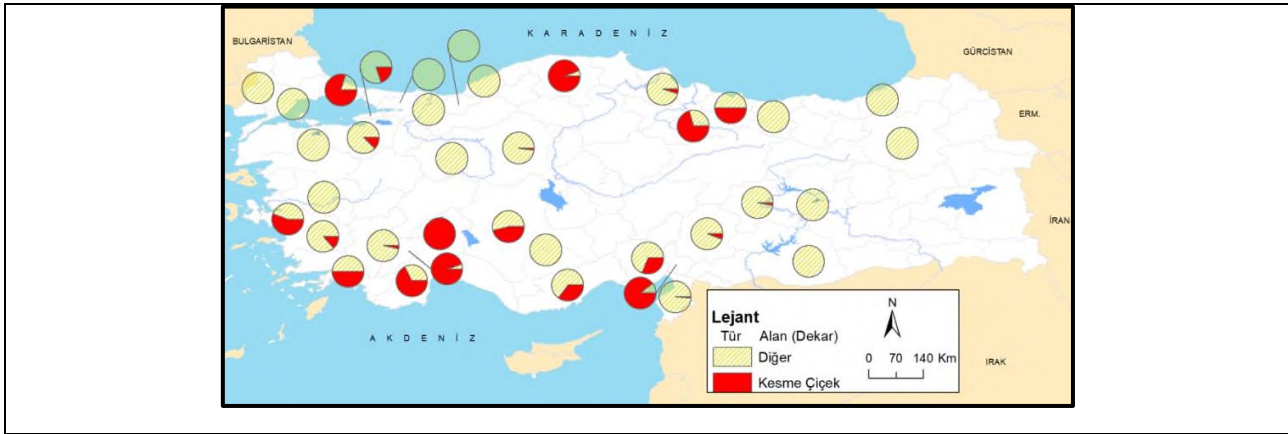 K A R A D E N İ Z
BULGARİSTAN
GÜRCİSTAN
ERM.
İRAN
A K D E N İ Z
IRAK
Lejant
Tür Alan (Dekar)
Diğer
Kesme Çiçek
N
0 70 140 Km